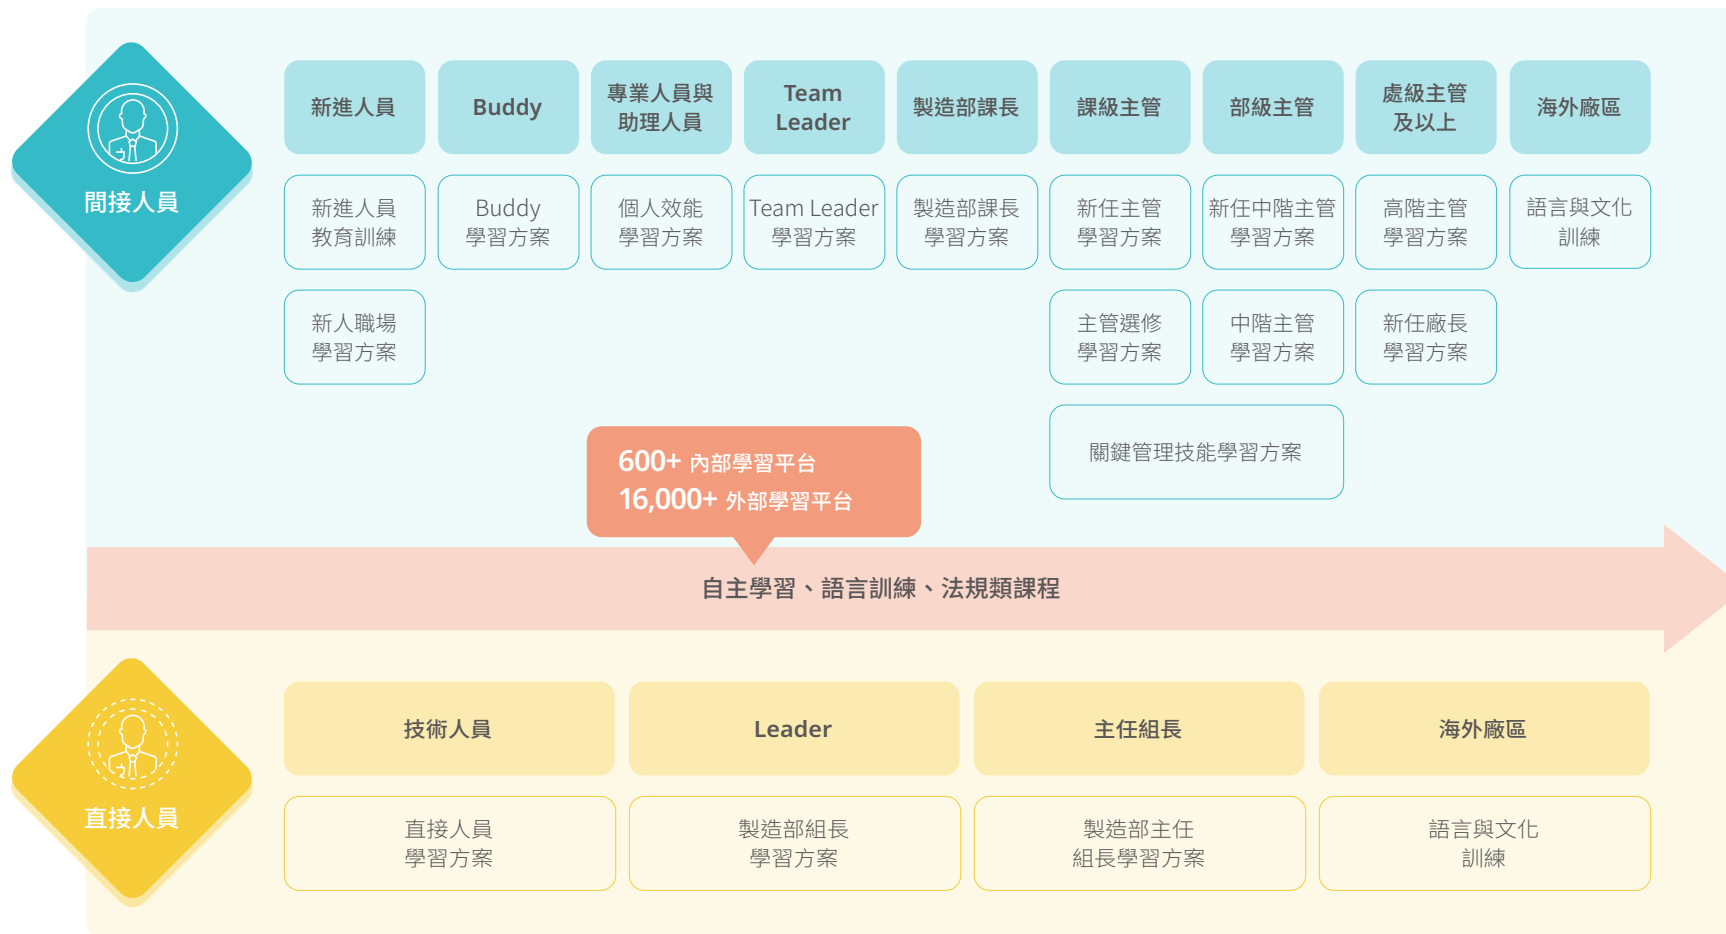 間接人員
新進人員
Buddy
專業人員與
助理人員
Team
Leader
製造部課長
課級主管
部級主管
處級主管
及以上
海外廠區
新進人員
教育訓練
Buddy
學習方案
個人效能
學習方案
Team Leader
學習方案
製造部課長
學習方案
新任主管
學習方案
新任中階主管
學習方案
高階主管
學習方案
語言與文化
訓練
新人職場
學習方案
主管選修
學習方案
中階主管
學習方案
新任廠長
學習方案
關鍵管理技能學習方案
600+ 內部學習平台
16,000+ 外部學習平台
自主學習、語言訓練、法規類課程
直接人員
技術人員
Leader
主任組長
海外廠區
直接人員
學習方案
製造部組長
學習方案
製造部主任
組長學習方案
語言與文化
訓練